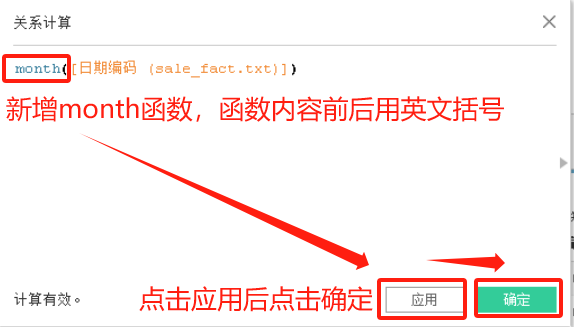 关系计算
month([日期编码 (sale_fact.txt)])
新增month函数，函数内容前后用英文括号
点击应用后点击确定
计算有效。
应用
确定